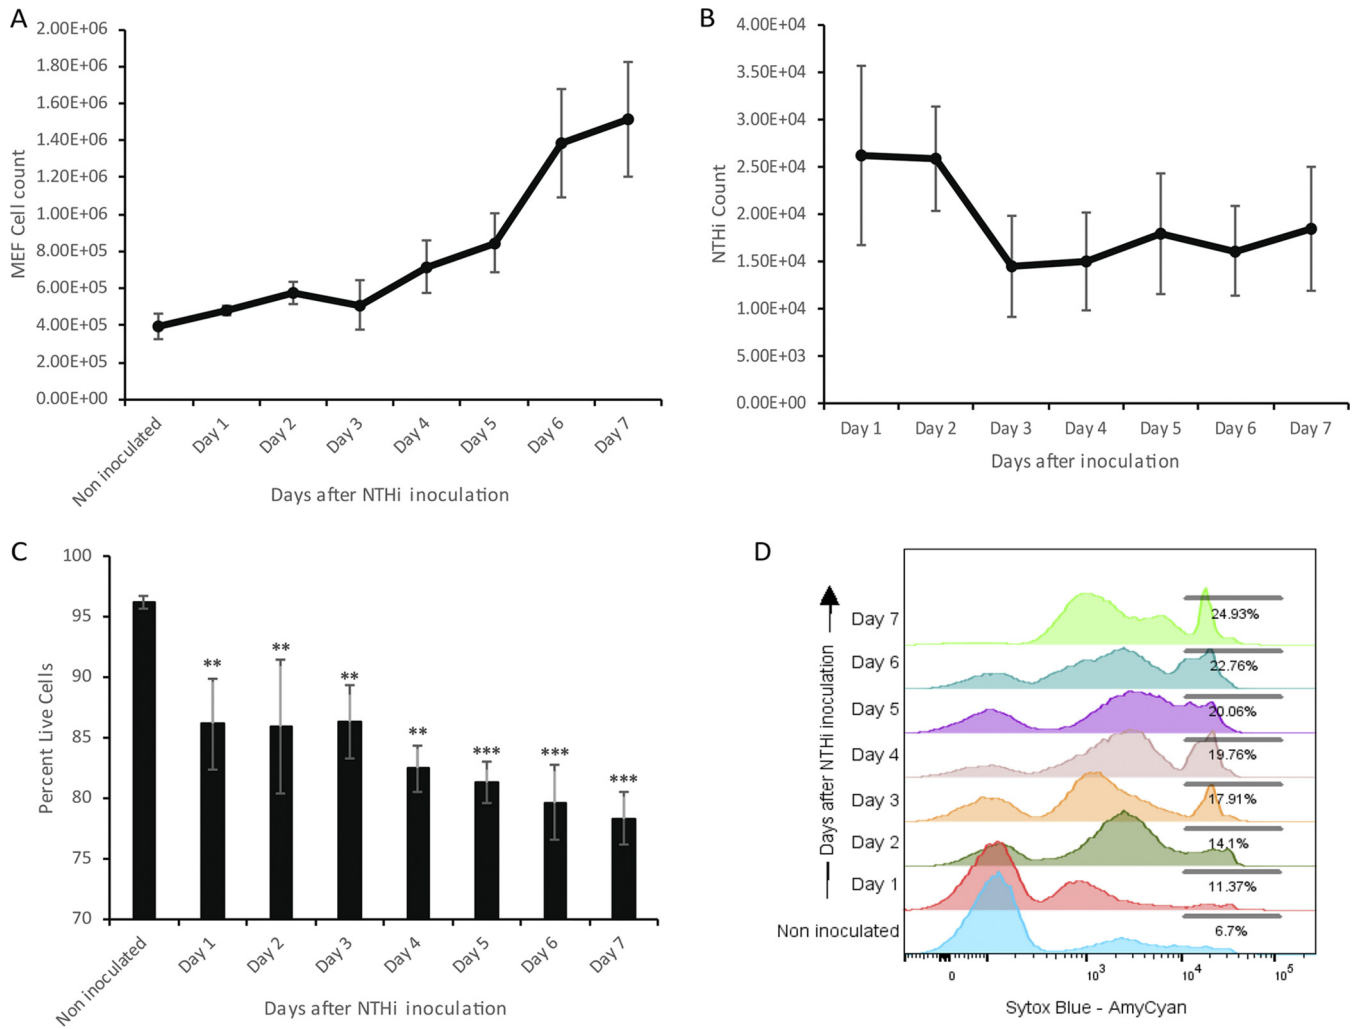 A
2.00E+06
1.80E+06
1.60E+06
1.40E+06
1.20E+06
1.00E+06
8.00E+05
6.00E+05
4.00E+05
2.00E+05
0.00E+00
MEF Cell count
Non inoculated
Day 1
Day 2
Day 3
Day 4
Day 5
Day 6
Day 7
Days after NTHi inoculation
B
4.00E+04
3.50E+04
3.00E+04
2.50E+04
2.00E+04
1.50E+04
1.00E+04
5.00E+03
0.00E+00
NTHi Count
Day 1
Day 2
Day 3
Day 4
Day 5
Day 6
Day 7
Days after inoculation
C
100
95
90
85
80
75
70
Percent Live Cells
**
**
**
**
***
***
***
Non inoculated
Day 1
Day 2
Day 3
Day 4
Day 5
Day 6
Day 7
Days after NTHi inoculation
D
Days after NTHi inoculation
Day 7
24.93%
Day 6
22.76%
Day 5
20.06%
Day 4
19.76%
Day 3
17.91%
Day 2
14.1%
Day 1
11.37%
Non inoculated
6.7%
0
10^3
10^4
10^5
Sytox Blue - AmyCyan